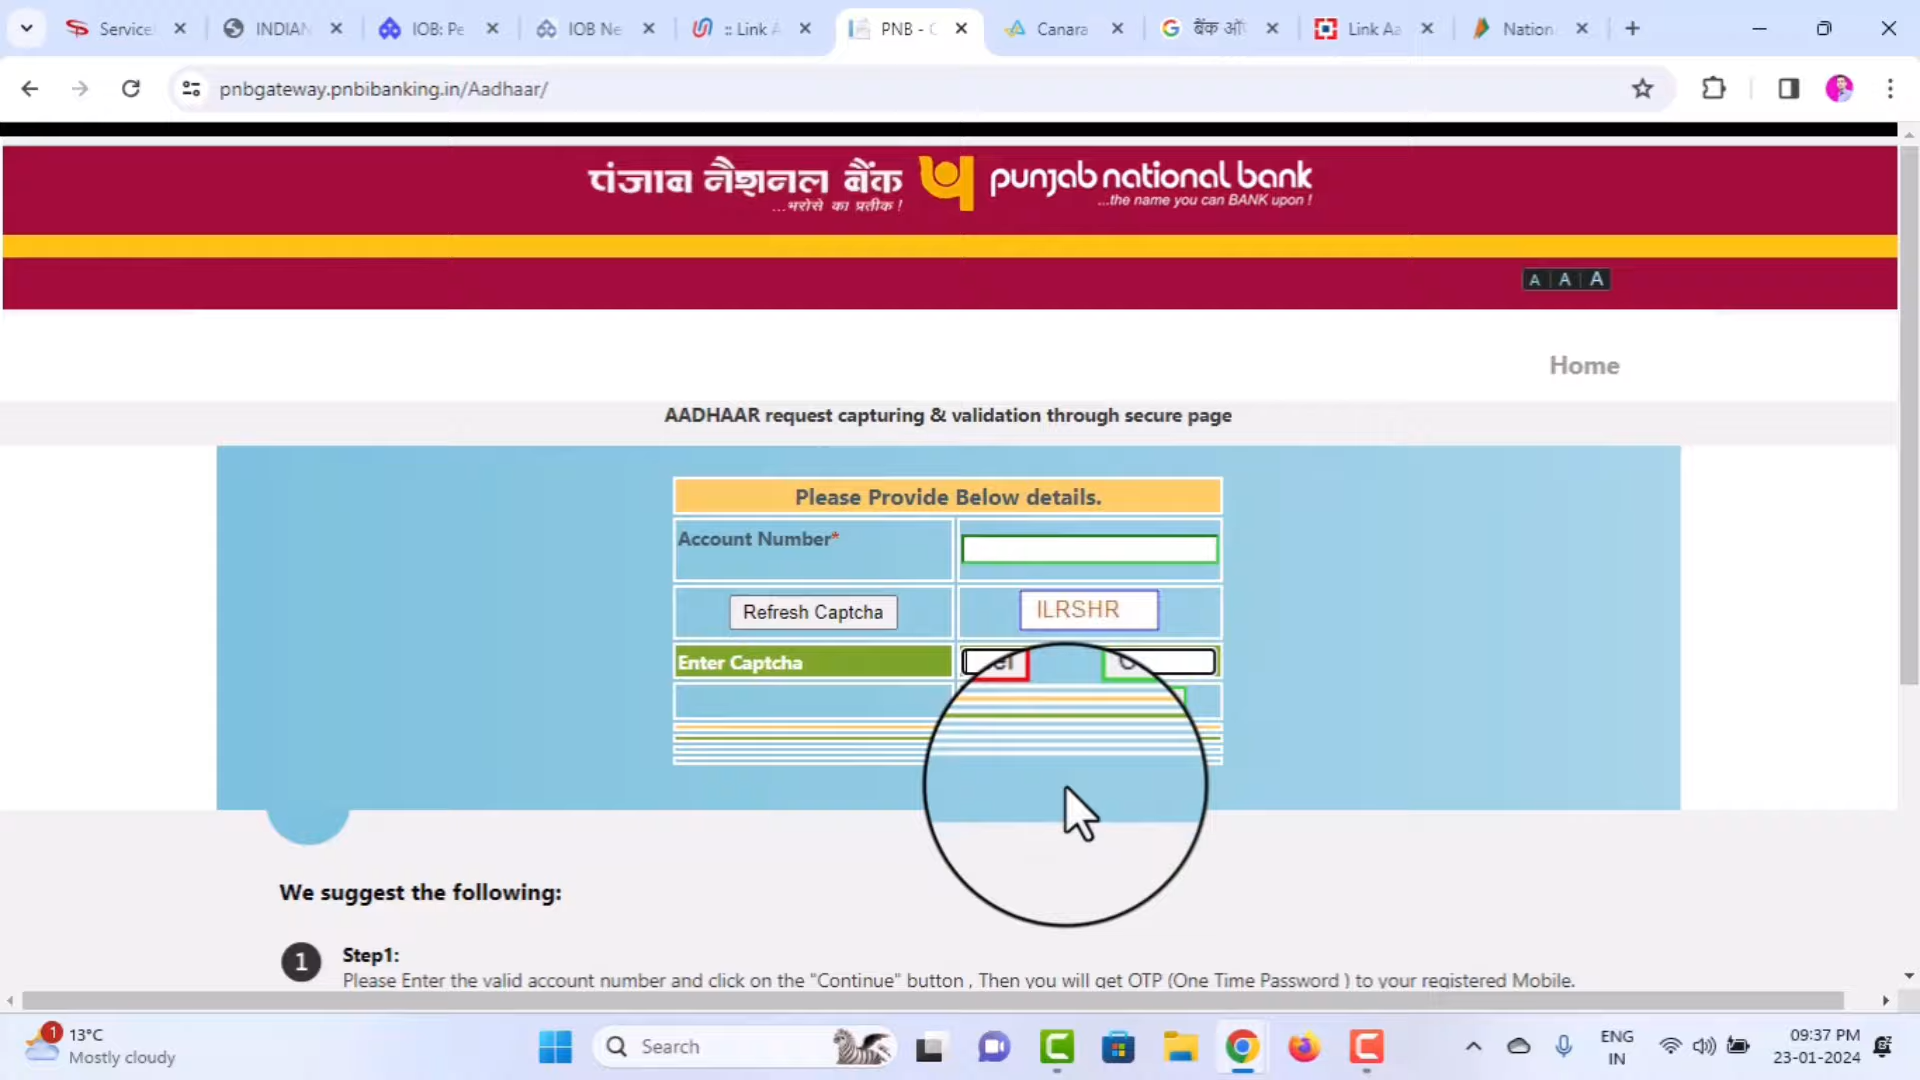 Service
INDIAN
IOB: Pe
IOB Ne
:: Link A
PNB - C
Canara
बैंक ऑ
Link Aa
Nation
pnbgateway.pnbibanking.in/Aadhaar/
पंजाब नैशनल बैंक
...भरोसे का प्रतीक !
punjab national bank
...the name you can BANK upon !
A A A
Home
AADHAAR request capturing & validation through secure page
Please Provide Below details.
Account Number*
Refresh Captcha
ILRSHR
Enter Captcha
We suggest the following:
1
Step1:
Please Enter the valid account number and click on the "Continue" button , Then you will get OTP (One Time Password ) to your registered Mobile.
1
13°C
Mostly cloudy
Search
ENG
IN
09:37 PM
23-01-2024